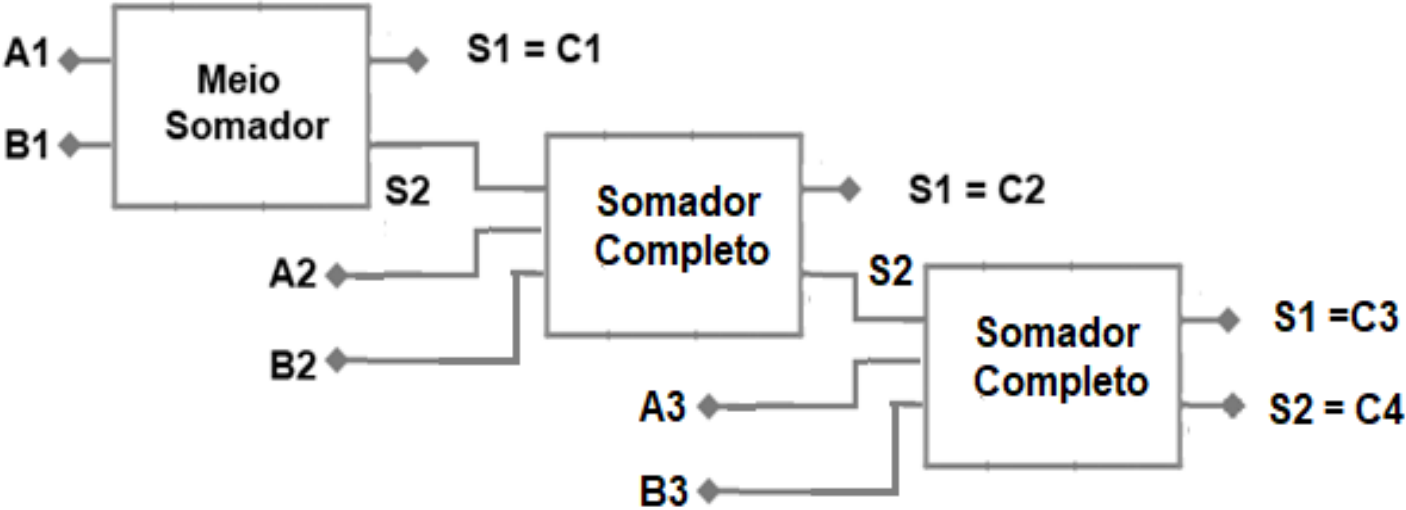 A1
S1 = C1
Meio
Somador
B1
S2
S1 = C2
Somador
Completo
A2
S2
B2
S1 =C3
Somador
Completo
A3
S2 = C4
B3